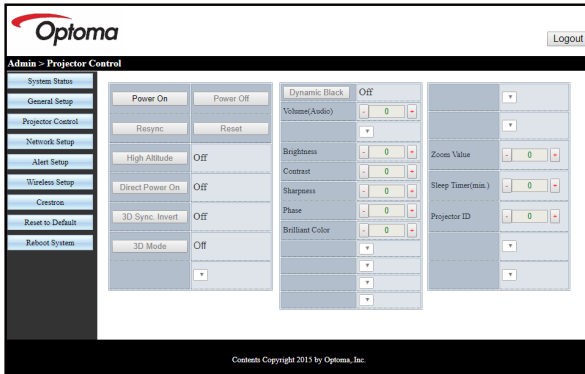 Optoma
Logout
Admin > Projector Control
System Status
General Setup
Projector Control
Network Setup
Alert Setup
Wireless Setup
Crestron
Reset to Default
Reboot System
Power On Power Off
Resync Reset
High Altitude Off
Direct Power On Off
3D Sync. Invert Off
3D Mode Off
Dynamic Black Off
Volume(Audio) - 0 +
Brightness - 0 +
Contrast - 0 +
Sharpness - 0 +
Phase - 0 +
Brilliant Color - 0 +
Zoom Value - 0 +
Sleep Timer(min.) - 0 +
Projector ID - 0 +
Contents Copyright 2015 by Optoma, Inc.